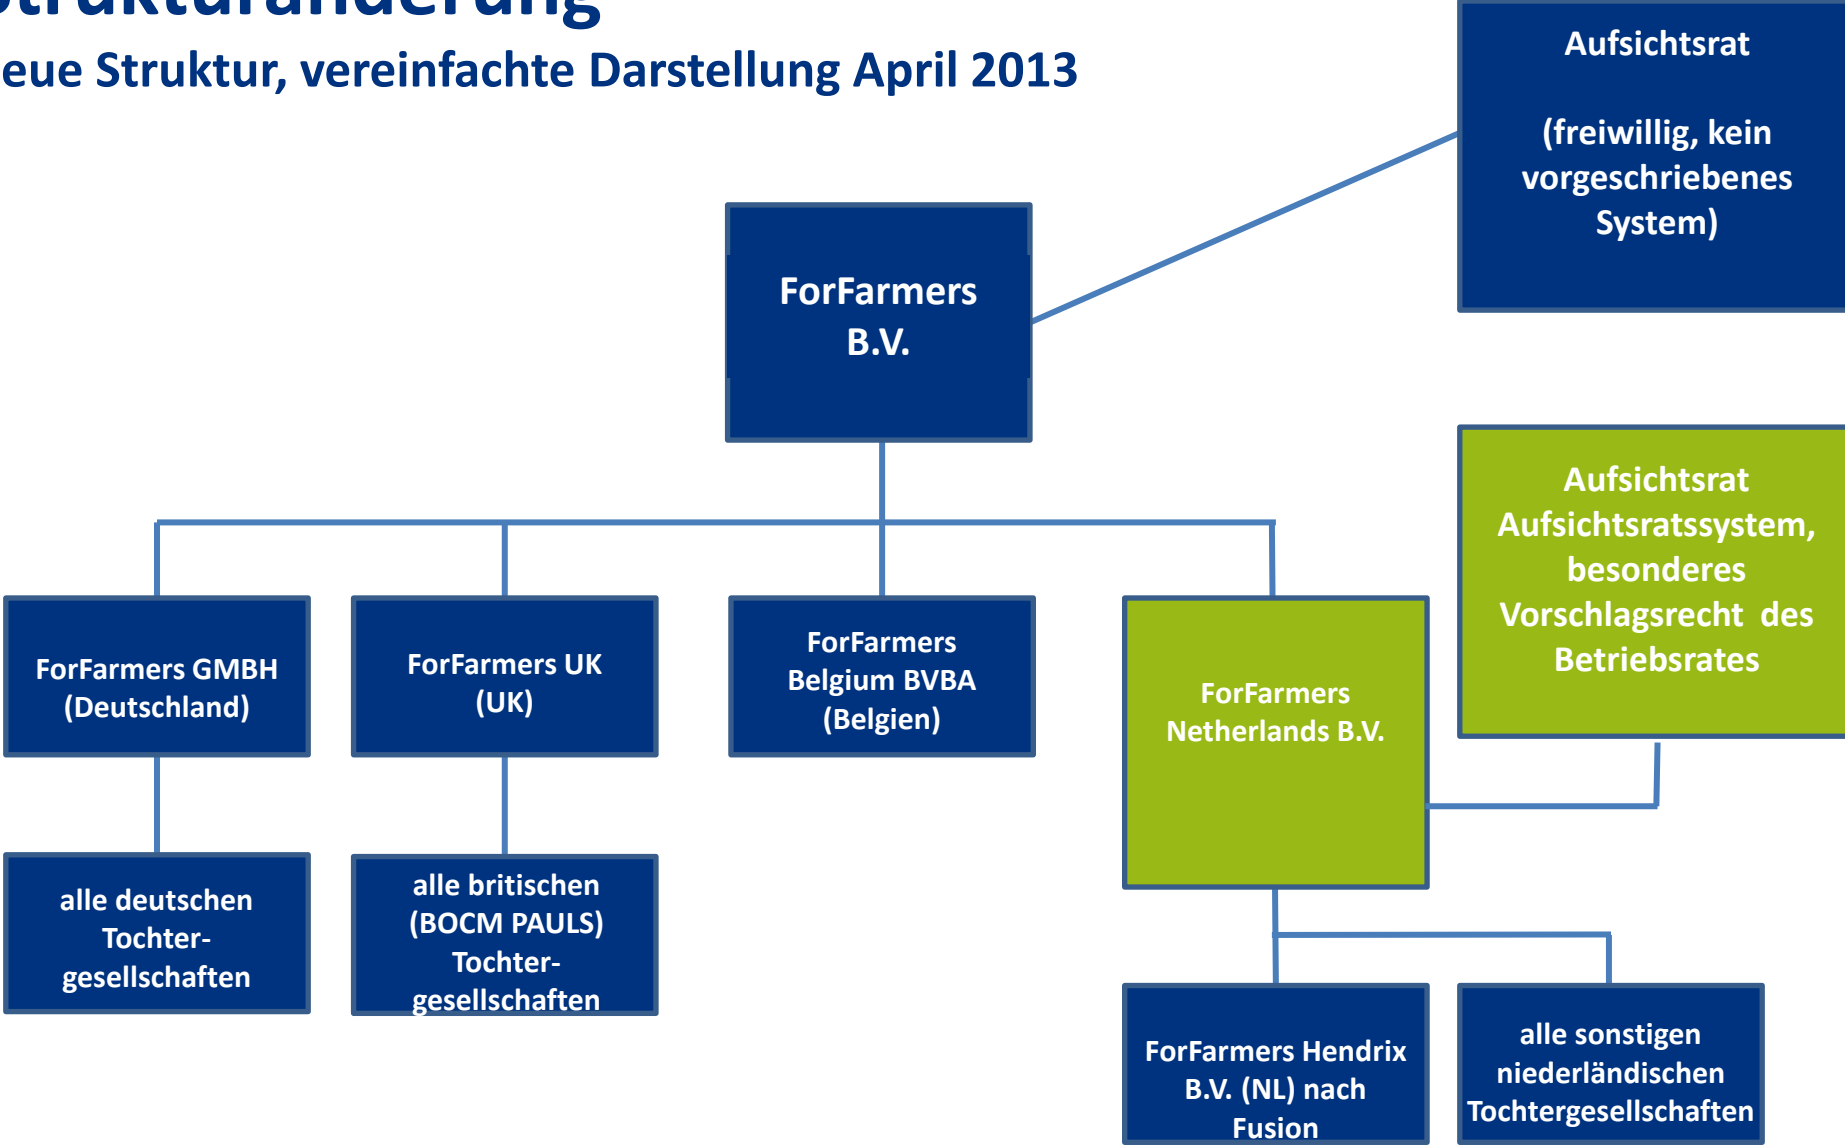 Strukturänderung
eue Struktur, vereinfachte Darstellung April 2013
Aufsichtsrat
(freiwillig, kein
vorgeschriebenes
System)
ForFarmers
B.V.
Aufsichtsrat
Aufsichtsratssystem,
besonderes
Vorschlagsrecht des
Betriebsrates
ForFarmers GMBH
(Deutschland)
ForFarmers UK
(UK)
ForFarmers
Belgium BVBA
(Belgien)
ForFarmers
Netherlands B.V.
alle deutschen
Tochter-
gesellschaften
alle britischen
(BOCM PAULS)
Tochter-
gesellschaften
ForFarmers Hendrix
B.V. (NL) nach
Fusion
alle sonstigen
niederländischen
Tochtergesellschaften